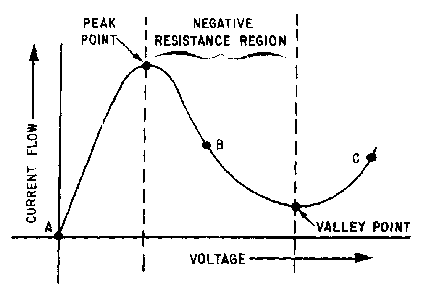 PEAK
POINT
NEGATIVE
RESISTANCE REGION
CURRENT FLOW
A
B
C
VALLEY POINT
VOLTAGE